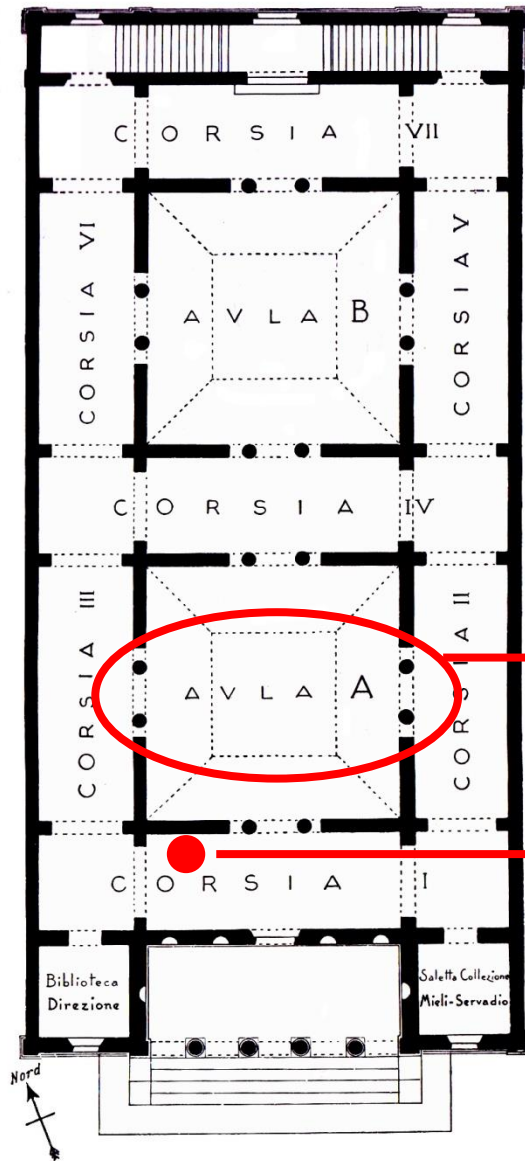 CORSIA VII
CORSIA VI
AVLA B
CORSIA V
CORSIA IV
CORSIA III
AVLA A
CORSIA II
CORSIA I
Biblioteca
Direzione
Saletta Collezione
Mieli-Servadio
Nord